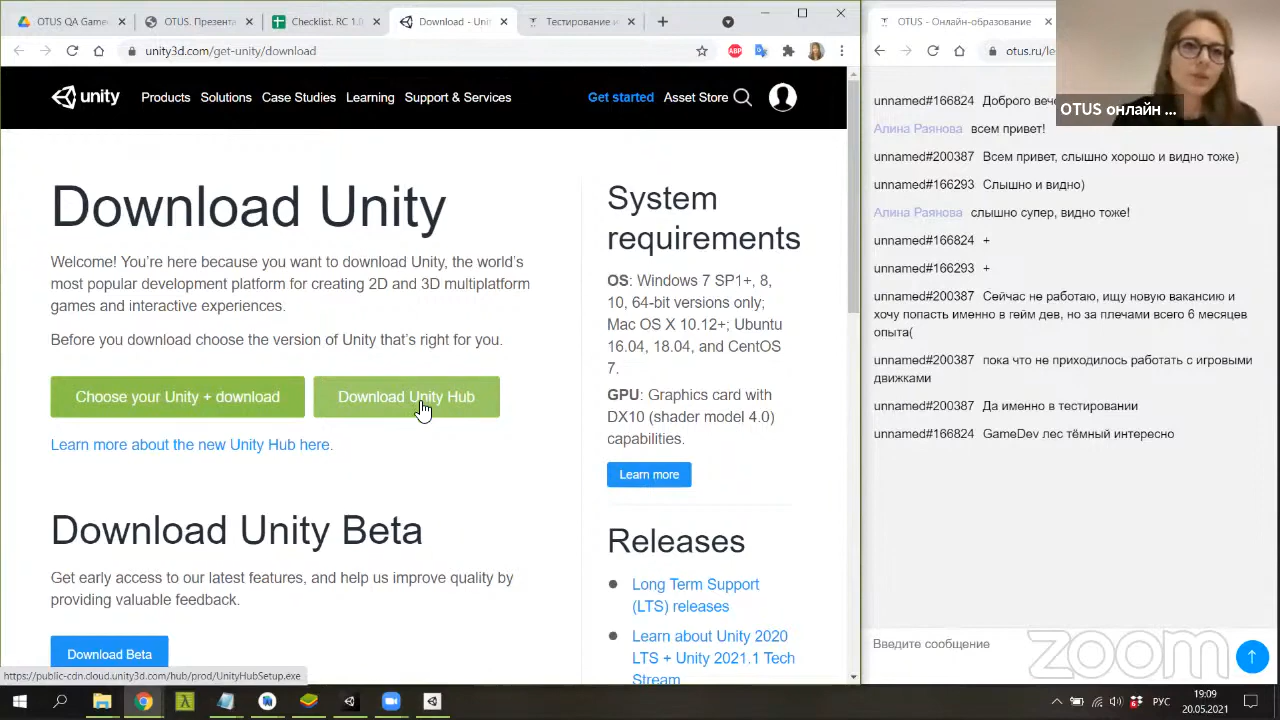 OTUS QA Game
OTUS. Презента
Checklist. RC 1.0
Download - Unit
Тестирование и
unity3d.com/get-unity/download
ABP
unity
Products
Solutions
Case Studies
Learning
Support & Services
Get started
Asset Store
Download Unity
Welcome! You're here because you want to download Unity, the world's
most popular development platform for creating 2D and 3D multiplatform
games and interactive experiences.
Before you download choose the version of Unity that's right for you.
Choose your Unity + download
Download Unity Hub
Learn more about the new Unity Hub here.
Download Unity Beta
Get early access to our latest features, and help us improve quality by
providing valuable feedback.
Download Beta
https://public-cdn.cloud.unity3d.com/hub/prod/UnityHubSetup.exe
System
requirements
OS: Windows 7 SP1+, 8,
10, 64-bit versions only;
Mac OS X 10.12+; Ubuntu
16.04, 18.04, and CentOS
7.
GPU: Graphics card with
DX10 (shader model 4.0)
capabilities.
Learn more
Releases
Long Term Support
(LTS) releases
Learn about Unity 2020
LTS + Unity 2021.1 Tech
Stream
OTUS - Онлайн-образование
otus.ru/le
OTUS онлайн ...
unnamed#166824 Доброго вече
Алина Раянова всем привет!
unnamed#200387 Всем привет, слышно хорошо и видно тоже)
unnamed#166293 Слышно и видно)
Алина Раянова слышно супер, видно тоже!
unnamed#166824 +
unnamed#166293 +
unnamed#200387 Сейчас не работаю, ищу новую вакансию и
хочу попасть именно в гейм дев, но за плечами всего 6 месяцев
опыта(
unnamed#200387 пока что не приходилось работать с игровыми
движками
unnamed#200387 Да именно в тестировании
unnamed#166824 GameDev лес тёмный интересно
Введите сообщение
zoom
РУС
19:09
20.05.2021